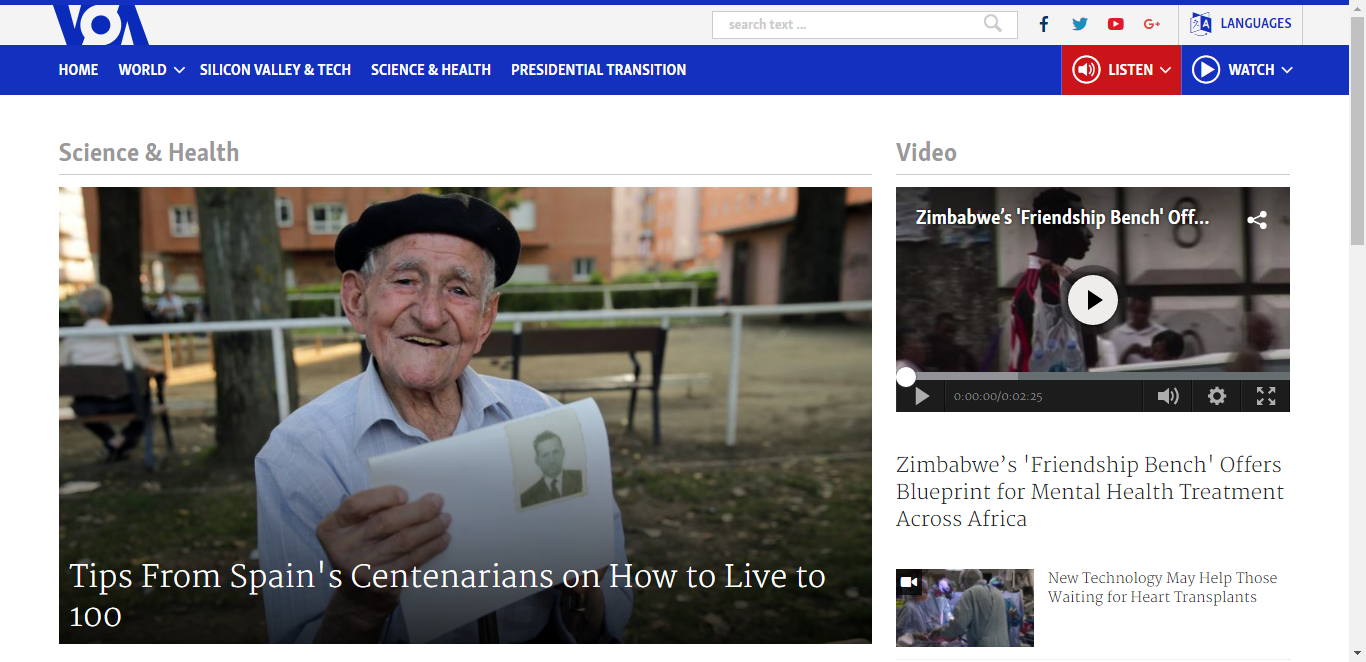 VOA
search text ...
G+
LANGUAGES
HOME
WORLD
SILICON VALLEY & TECH
SCIENCE & HEALTH
PRESIDENTIAL TRANSITION
LISTEN
WATCH
Science & Health
Tips From Spain's Centenarians on How to Live to
100
Video
Zimbabwe’s 'Friendship Bench' Off...
0:00:00/0:02:25
Zimbabwe’s 'Friendship Bench' Offers
Blueprint for Mental Health Treatment
Across Africa
New Technology May Help Those
Waiting for Heart Transplants